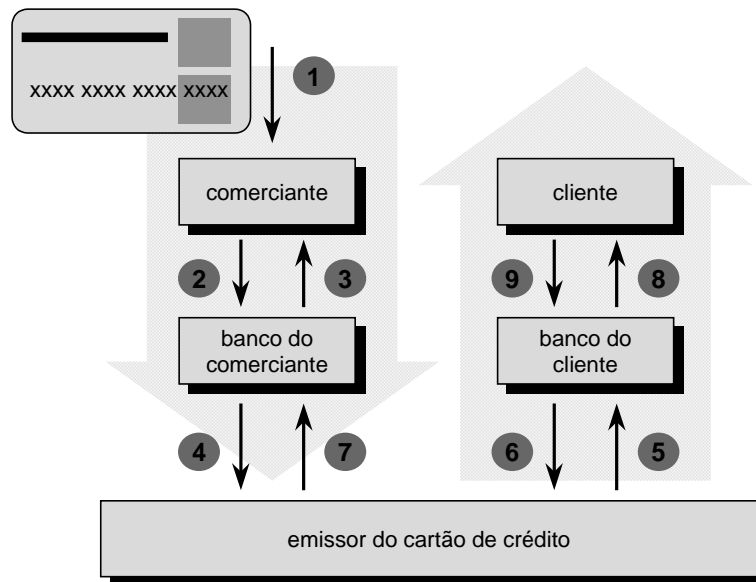 xxxx xxxx xxxx xxxx
1
comerciante
cliente
2
3
9
8
banco do
comerciante
banco do
cliente
4
7
6
5
emissor do cartão de crédito